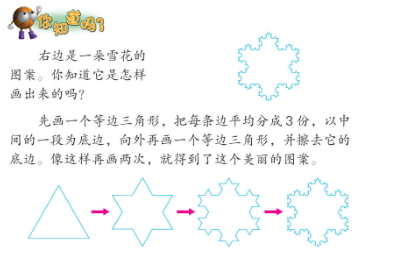 你知道吗？
右边是一朵雪花的
图案。你知道它是怎样
画出来的吗？
先画一个等边三角形，把每条边平均分成3份，以中
间的一段为底边，向外再画一个等边三角形，并擦去它的
底边。像这样再画两次，就得到了这个美丽的图案。